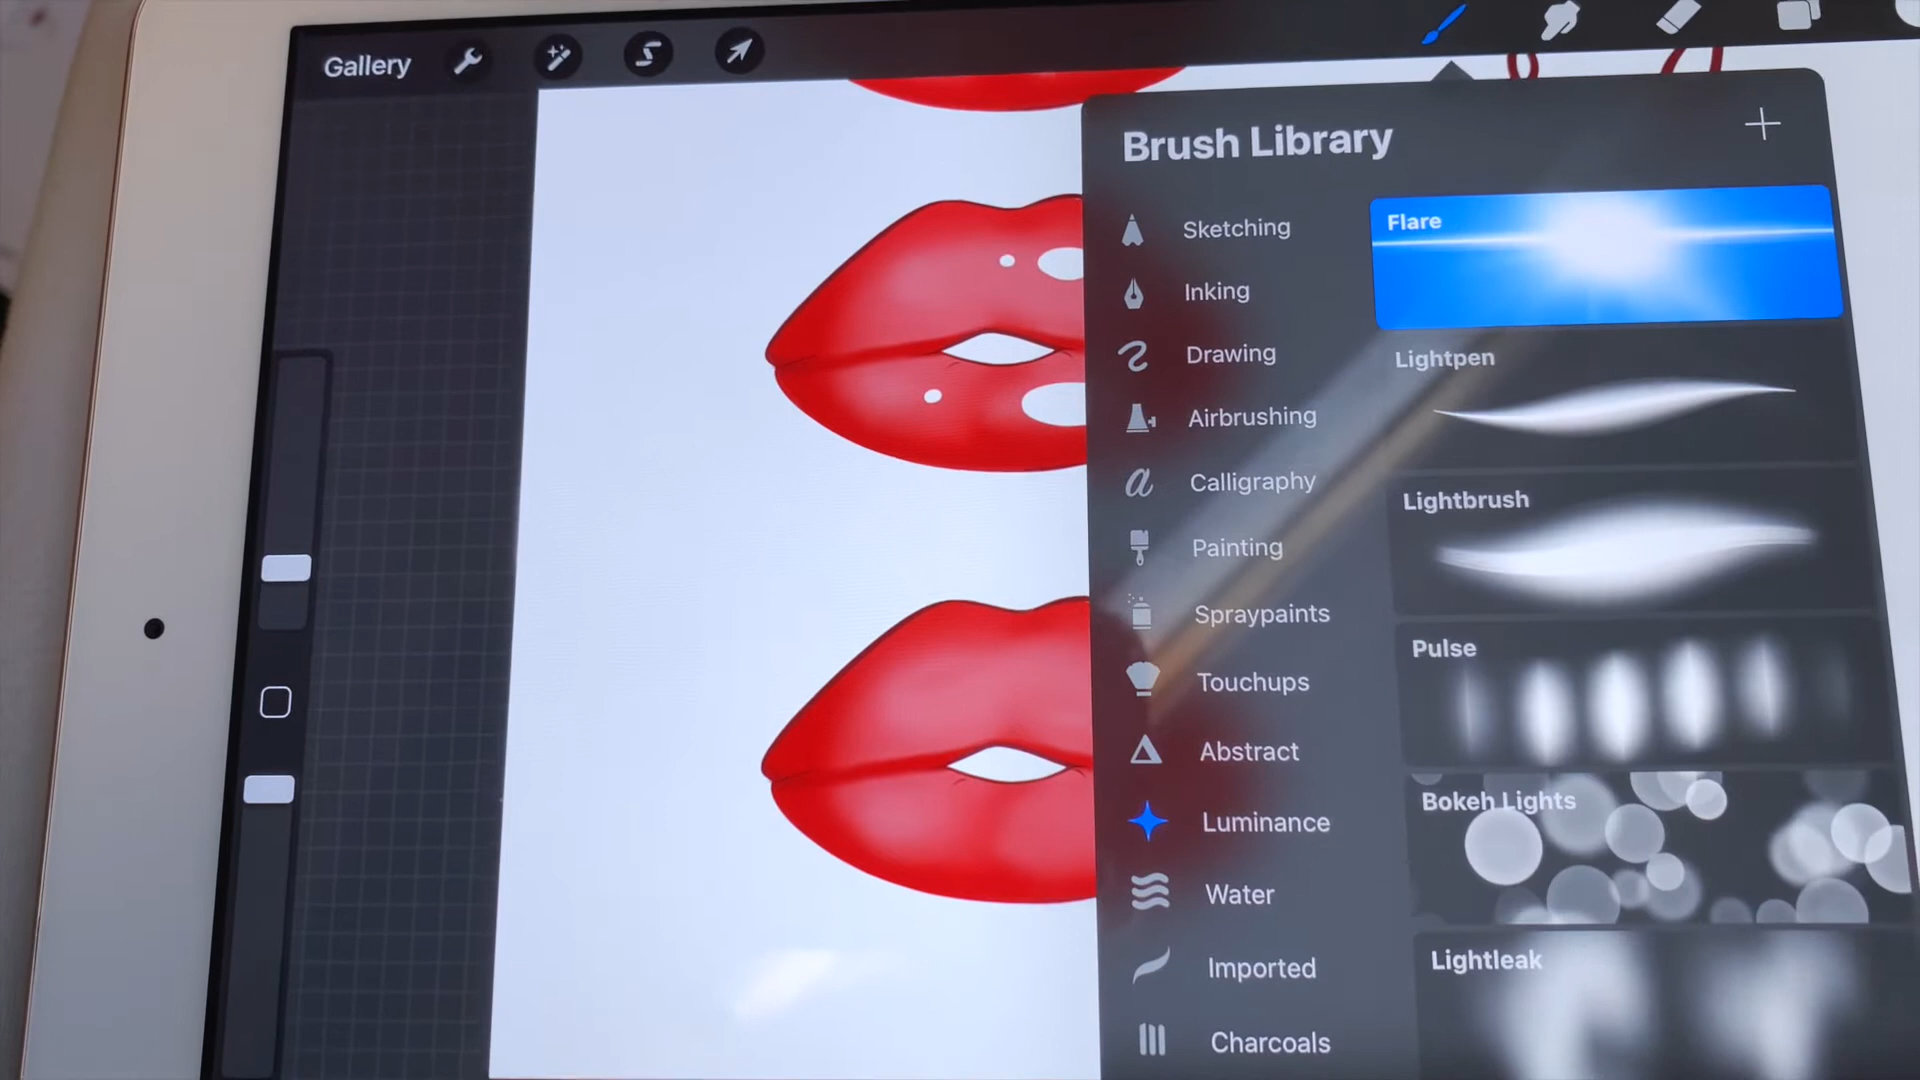 Gallery
Brush Library
Sketching
Inking
Drawing
Airbrushing
Calligraphy
Painting
Spraypaints
Touchups
Abstract
Luminance
Water
Imported
Charcoals
Flare
Lightpen
Lightbrush
Pulse
Bokeh Lights
Lightleak